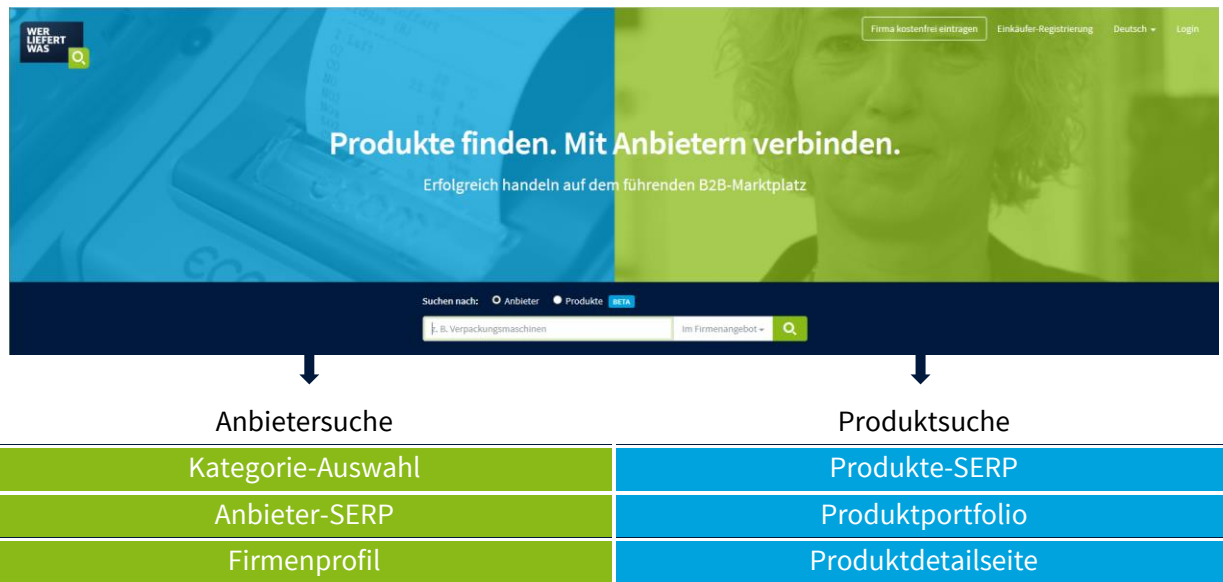 WER
LIEFERT
WAS
Firma kostenfrei eintragen
Einkäufer-Registrierung
Deutsch
Login
Produkte finden. Mit Anbietern verbinden.
Erfolgreich handeln auf dem führenden B2B-Marktplatz
eco
Suchen nach: Anbieter Produkte BETA
z. B. Verpackungsmaschinen
Im Firmenangebot
Anbietersuche
Produktsuche
Kategorie-Auswahl
Produkte-SERP
Anbieter-SERP
Produktportfolio
Firmenprofil
Produktdetailseite